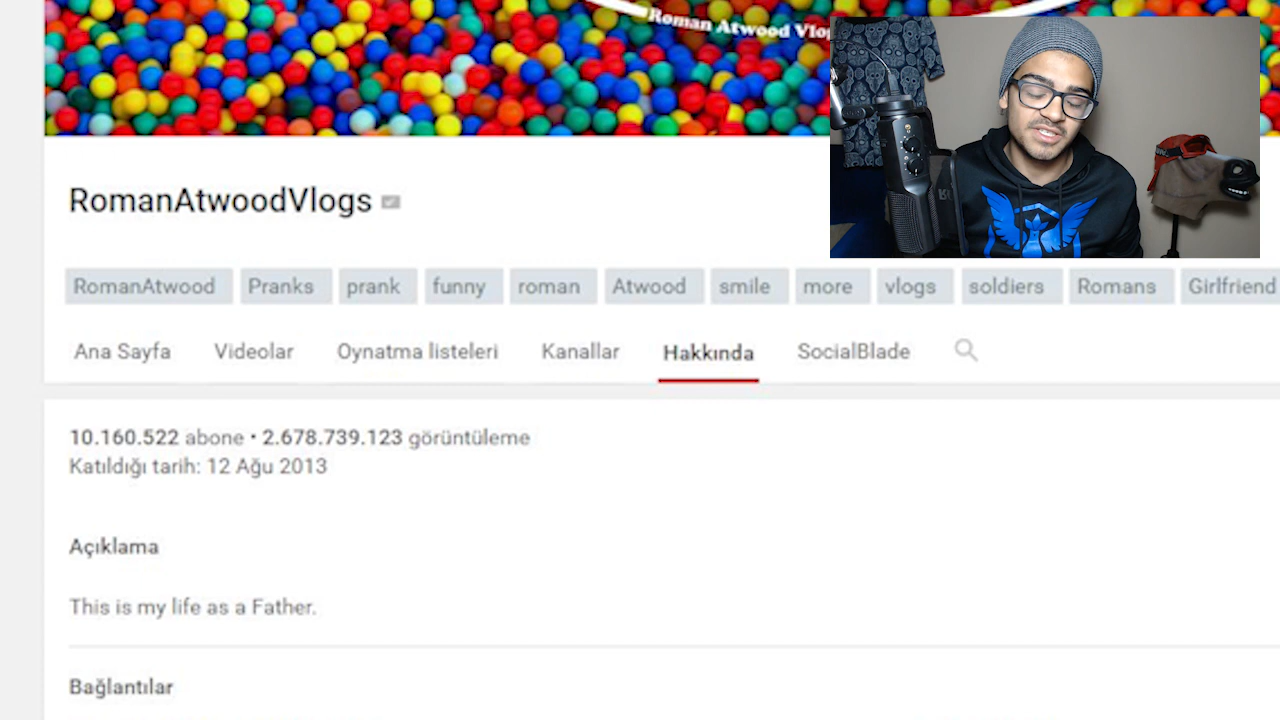 Roman Atwood Vlog
RomanAtwoodVlogs
RomanAtwood Pranks prank funny roman Atwood smile more vlogs soldiers Romans Girlfriend
Ana Sayfa Videolar Oynatma listeleri Kanallar Hakkında SocialBlade
10.160.522 abone • 2.678.739.123 görüntüleme
Katıldığı tarih: 12 Ağu 2013
Açıklama
This is my life as a Father.
Bağlantılar